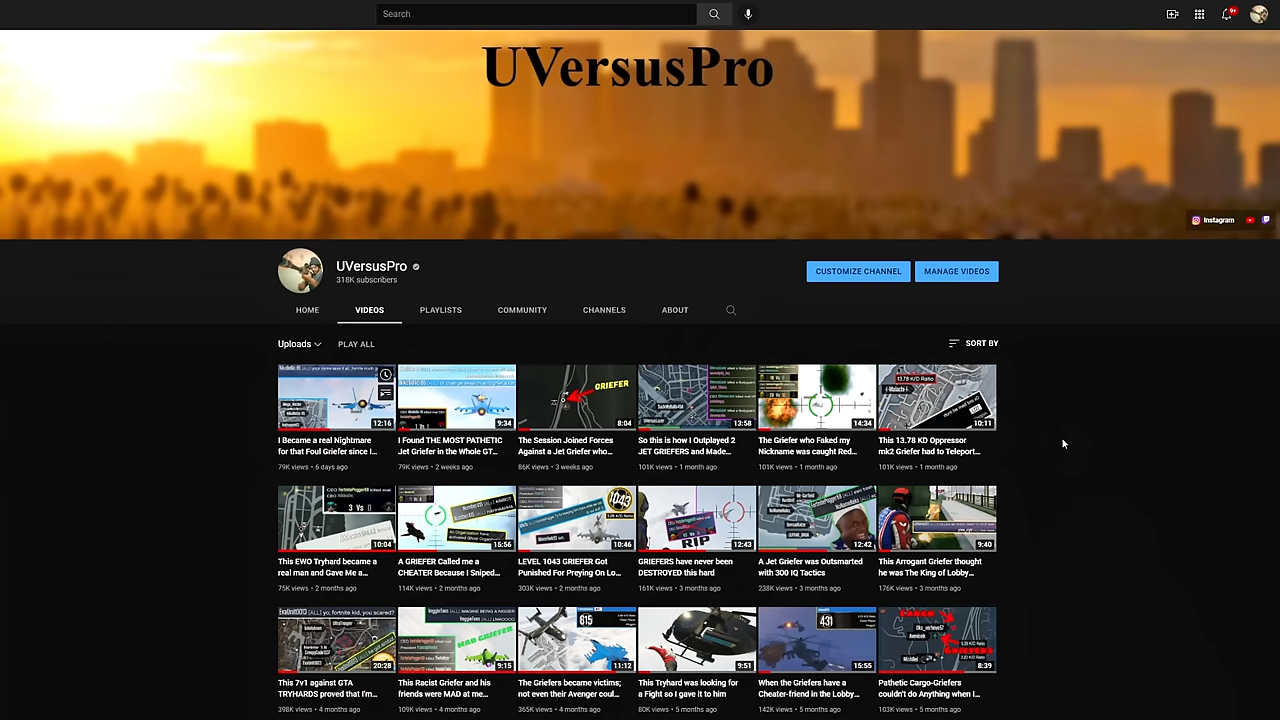 Search
9+
UVersusPro
Instagram
UVersusPro
318K subscribers
CUSTOMIZE CHANNEL
MANAGE VIDEOS
HOME
VIDEOS
PLAYLISTS
COMMUNITY
CHANNELS
ABOUT
Uploads
PLAY ALL
SORT BY
12:16
9:34
GRIEFER
8:04
13:58
14:34
13.78 K/D Ratio
10:11
I Became a real Nightmare
for that Foul Griefer since I...
79K views • 6 days ago
I Found THE MOST PATHETIC
Jet Griefer in the Whole GT...
79K views • 2 weeks ago
The Session Joined Forces
Against a Jet Griefer who...
86K views • 3 weeks ago
So this is how I Outplayed 2
JET GRIEFERS and Made...
101K views • 1 month ago
The Griefer who Faked my
Nickname was caught Red...
101K views • 1 month ago
This 13.78 KD Oppressor
mk2 Griefer had to Teleport...
101K views • 1 month ago
3 Vs 0
10:04
15:56
1043
10:46
RIP
12:43
12:42
9:40
This EWO Tryhard became a
real man and Gave Me a...
75K views • 2 months ago
A GRIEFER Called me a
CHEATER Because I Sniped...
114K views • 2 months ago
LEVEL 1043 GRIEFER Got
Punished For Preying On Lo...
303K views • 2 months ago
GRIEFERS have never been
DESTROYED this hard
161K views • 3 months ago
A Jet Griefer was Outsmarted
with 300 IQ Tactics
238K views • 3 months ago
This Arrogant Griefer thought
he was The King of Lobby...
176K views • 3 months ago
EvaUnit0013 [ALL] yo, fortnite kid, you scared?
20:28
MAD GRIEFER
9:15
615
11:12
9:51
431
15:55
8:39
This 7v1 against GTA
TRYHARDS proved that I'm...
398K views • 4 months ago
This Racist Griefer and his
friends were MAD at me...
109K views • 4 months ago
The Griefers became victims;
not even their Avenger coul...
365K views • 4 months ago
This Tryhard was looking for
a Fight so I gave it to him
80K views • 5 months ago
When the Griefers have a
Cheater-friend in the Lobby...
142K views • 5 months ago
Pathetic Cargo-Griefers
couldn't do Anything when I...
103K views • 5 months ago